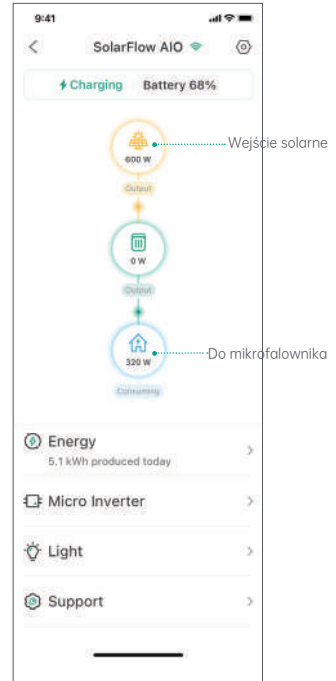 9:41
SolarFlow AIO
Charging Battery 68%
600 W
Wejście solarne
Output
0 W
Output
320 W
Do mikrofalownika
Consuming
Energy
5.1 kWh produced today
Micro Inverter
Light
Support